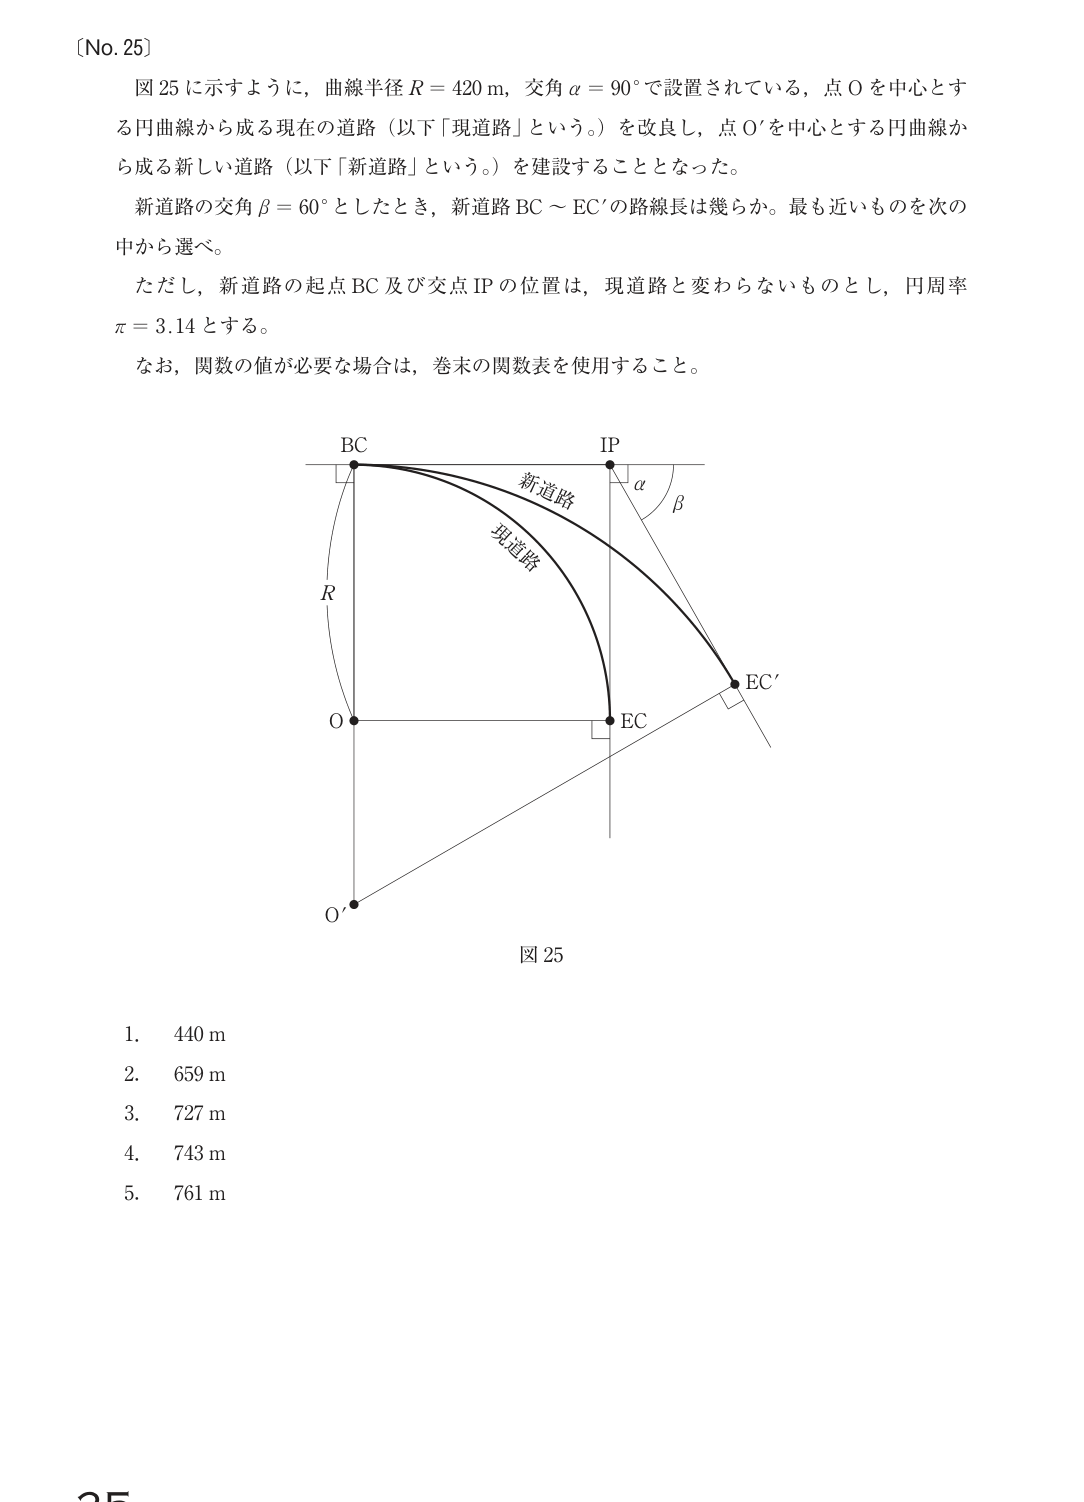 〔No. 25〕
図 25 に示すように，曲線半径 R = 420 m，交角 α = 90°で設置されている，点 O を中心とす
る円曲線から成る現在の道路（以下「現道路」という。）を改良し，点 O′を中心とする円曲線か
ら成る新しい道路（以下「新道路」という。）を建設することとなった。
新道路の交角 β = 60°としたとき，新道路 BC ～ EC′の路線長は幾らか。最も近いものを次の
中から選べ。
ただし，新道路の起点 BC 及び交点 IP の位置は，現道路と変わらないものとし，円周率
π = 3.14 とする。
なお，関数の値が必要な場合は，巻末の関数表を使用すること。
BC
IP
新道路
α
β
現道路
R
EC′
O
EC
O′
図 25
1. 440 m
2. 659 m
3. 727 m
4. 743 m
5. 761 m